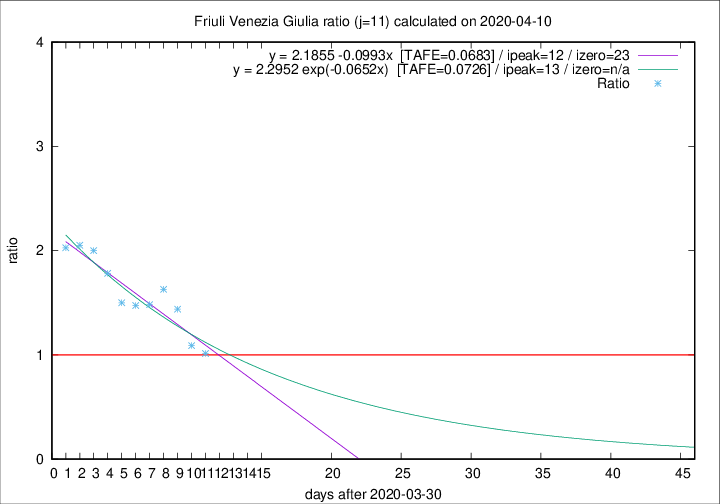 Friuli Venezia Giulia ratio (j=11) calculated on 2020-04-10
y = 2.1855 -0.0993x [TAFE=0.0683] / ipeak=12 / izero=23
y = 2.2952 exp(-0.0652x) [TAFE=0.0726] / ipeak=13 / izero=n/a
Ratio
4
3
2
1
0
ratio
0 1 2 3 4 5 6 7 8 9 10 11 12 13 14 15 20 25 30 35 40 45
days after 2020-03-30